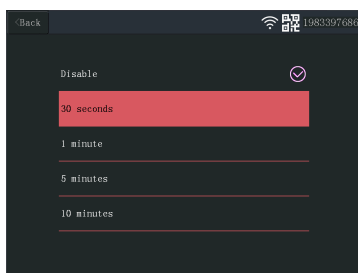 <Back 1983397686
Disable
30 seconds
1 minute
5 minutes
10 minutes